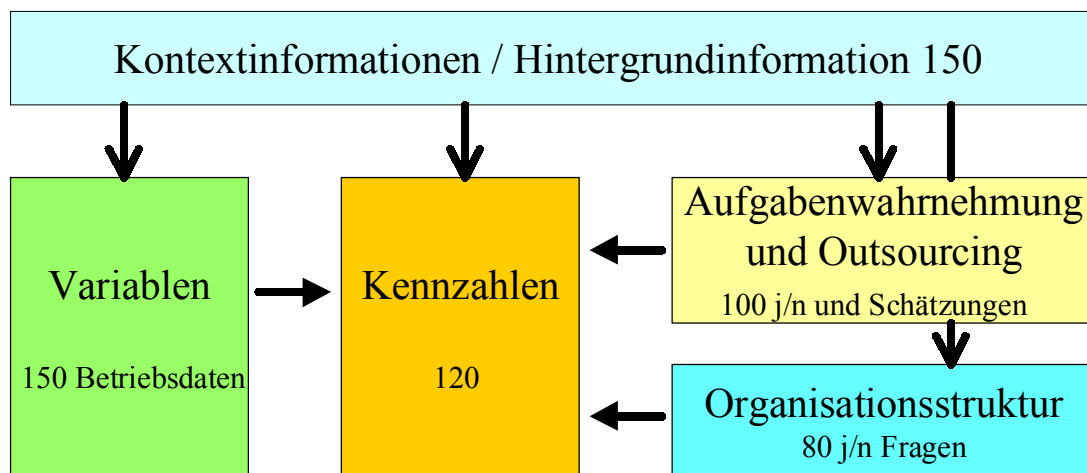 Kontextinformationen / Hintergrundinformation 150
Variablen
150 Betriebsdaten
Kennzahlen
120
Aufgabenwahrnehmung
und Outsourcing
100 j/n und Schätzungen
Organisationsstruktur
80 j/n Fragen